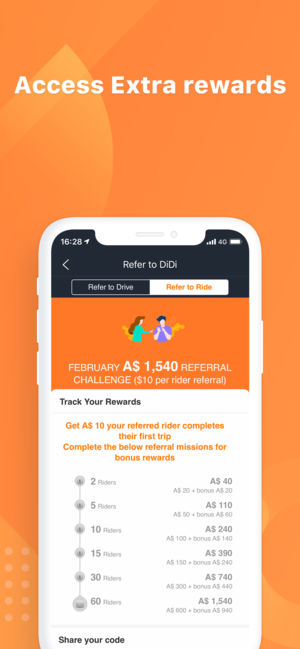 Access Extra rewards
16:28
4G
Refer to DiDi
Refer to Drive
Refer to Ride
FEBRUARY A$ 1,540 REFERRAL
CHALLENGE ($10 per rider referral)
Track Your Rewards
Get A$ 10 your referred rider completes
their first trip
Complete the below referral missions for
bonus rewards
2 Riders
A$ 40
A$ 20 + bonus A$ 20
5 Riders
A$ 110
A$ 50 + bonus A$ 60
10 Riders
A$ 240
A$ 100 + bonus A$ 140
15 Riders
A$ 390
A$ 150 + bonus A$ 240
30 Riders
A$ 740
A$ 300 + bonus A$ 440
60 Riders
A$ 1,540
A$ 600 + bonus A$ 940
Share your code